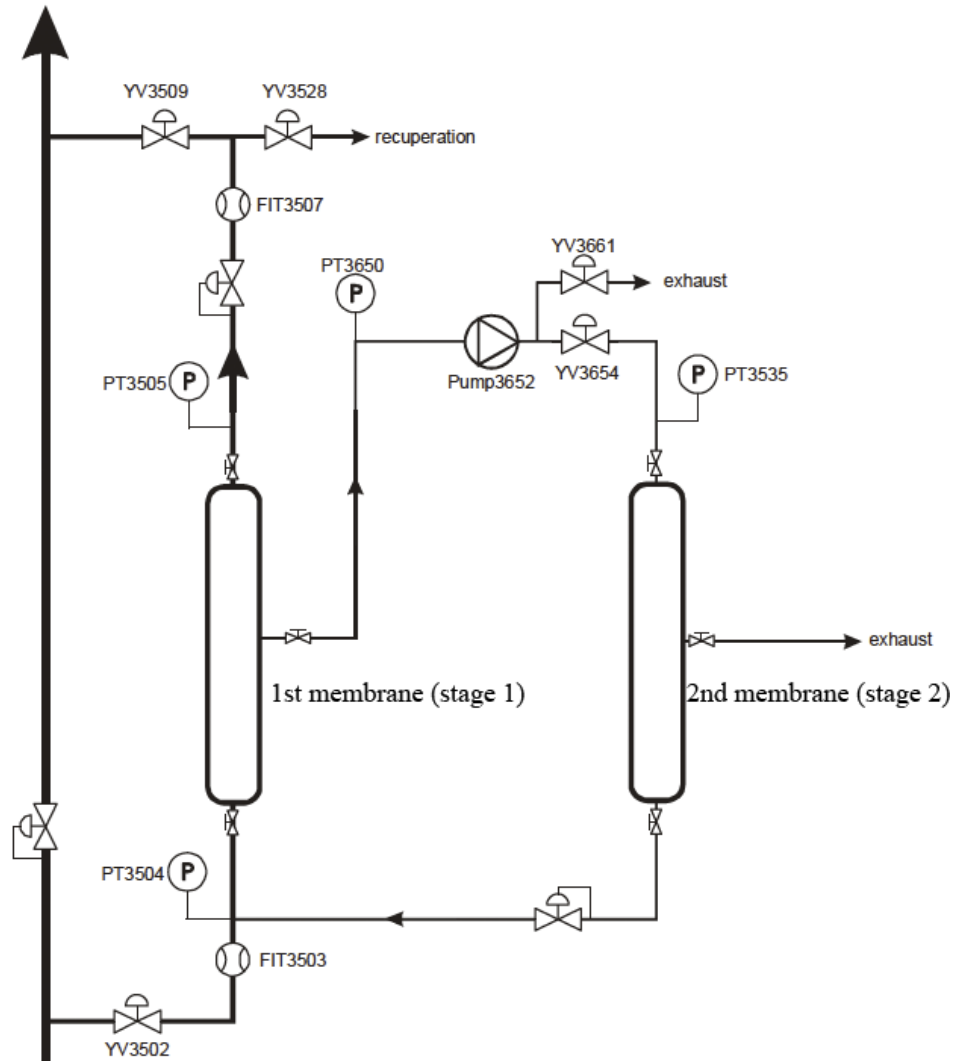 YV3509
YV3528
recuperation
FIT3507
YV3661
PT3650
P
exhaust
PT3505
P
Pump3652
YV3654
P
PT3535
exhaust
1st membrane (stage 1)
2nd membrane (stage 2)
PT3504
P
FIT3503
YV3502